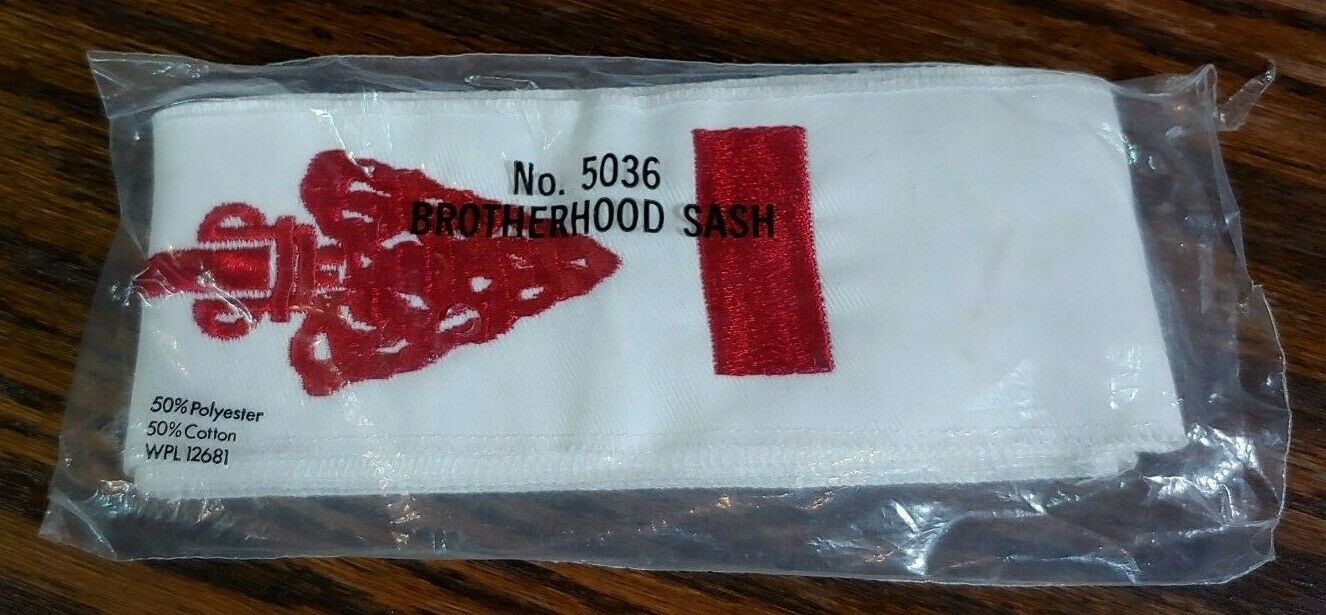 No. 5036
BROTHERHOOD SASH
50% Polyester
50% Cotton
WPL 12681